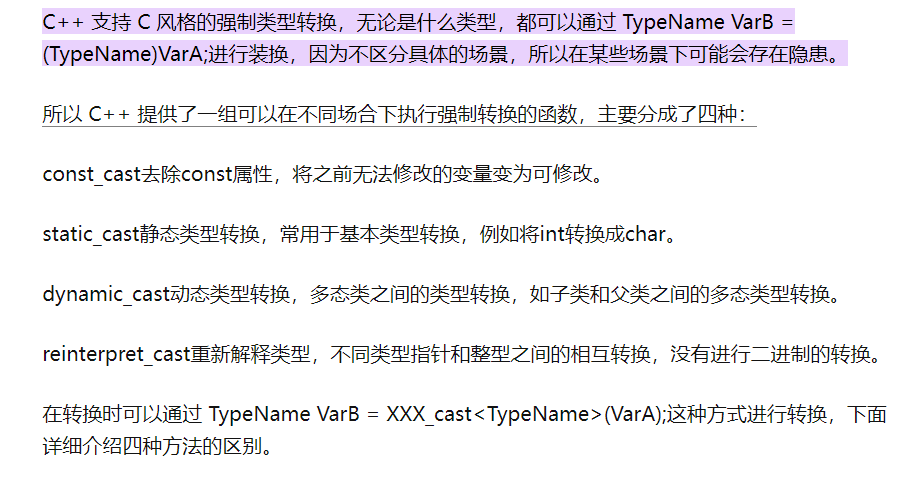 C++ 支持 C 风格的强制类型转换，无论是什么类型，都可以通过 TypeName VarB =
(TypeName)VarA;进行装换，因为不区分具体的场景，所以在某些场景下可能会存在隐患。
所以 C++ 提供了一组可以在不同场合下执行强制转换的函数，主要分成了四种：
const_cast去除const属性，将之前无法修改的变量变为可修改。
static_cast静态类型转换，常用于基本类型转换，例如将int转换成char。
dynamic_cast动态类型转换，多态类之间的类型转换，如子类和父类之间的多态类型转换。
reinterpret_cast重新解释类型，不同类型指针和整型之间的相互转换，没有进行二进制的转换。
在转换时可以通过 TypeName VarB = XXX_cast<TypeName>(VarA);这种方式进行转换，下面
详细介绍四种方法的区别。